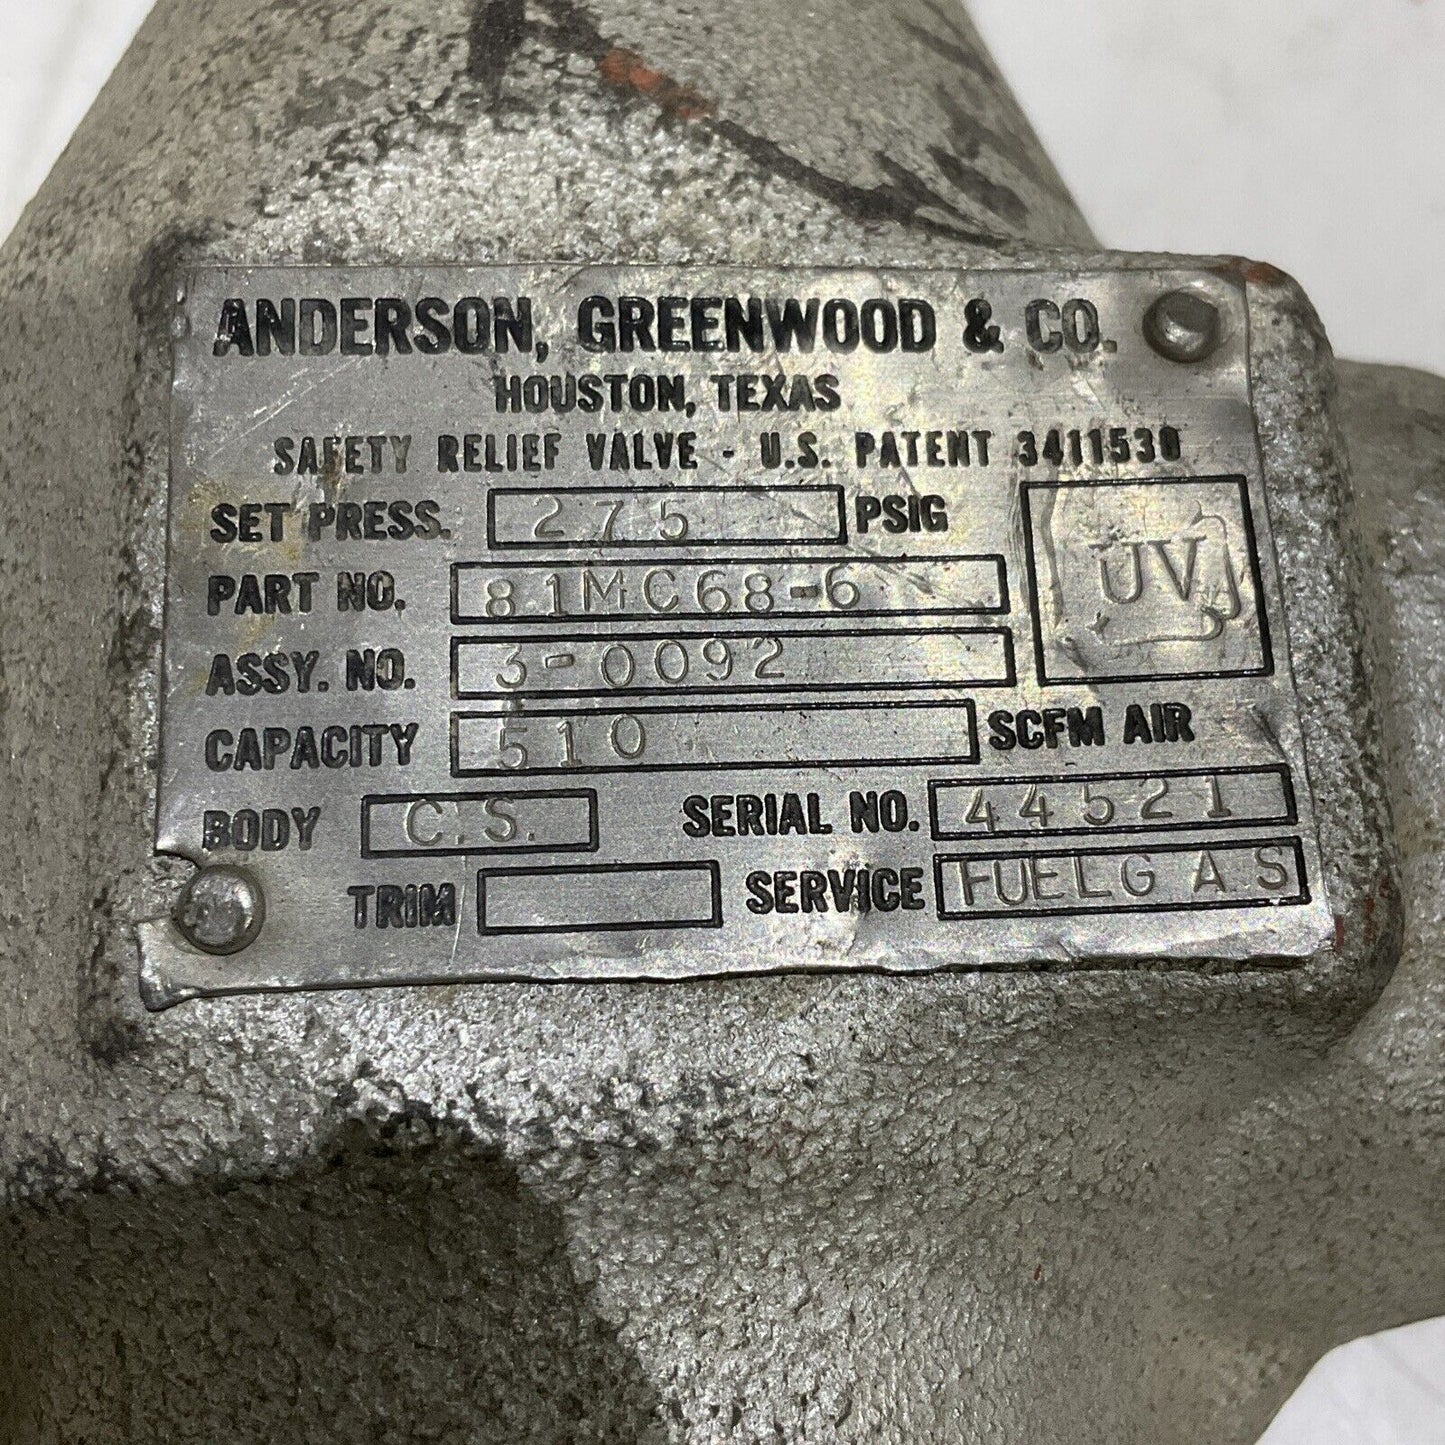 ANDERSON, GREENWOOD & CO.
HOUSTON, TEXAS
SAFETY RELIEF VALVE - U.S. PATENT 3411530
SET PRESS. 275 PSIG
PART NO. 81MC68-6
UV
ASSY. NO. 3-0092
CAPACITY 510 SCFM AIR
BODY C.S. SERIAL NO. 44521
TRIM SERVICE FUELGAS